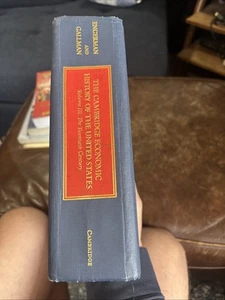 ENGERMAN
AND
GALLMAN
THE CAMBRIDGE ECONOMIC
HISTORY OF THE UNITED STATES
Volume III: The Twentieth Century
CAMBRIDGE